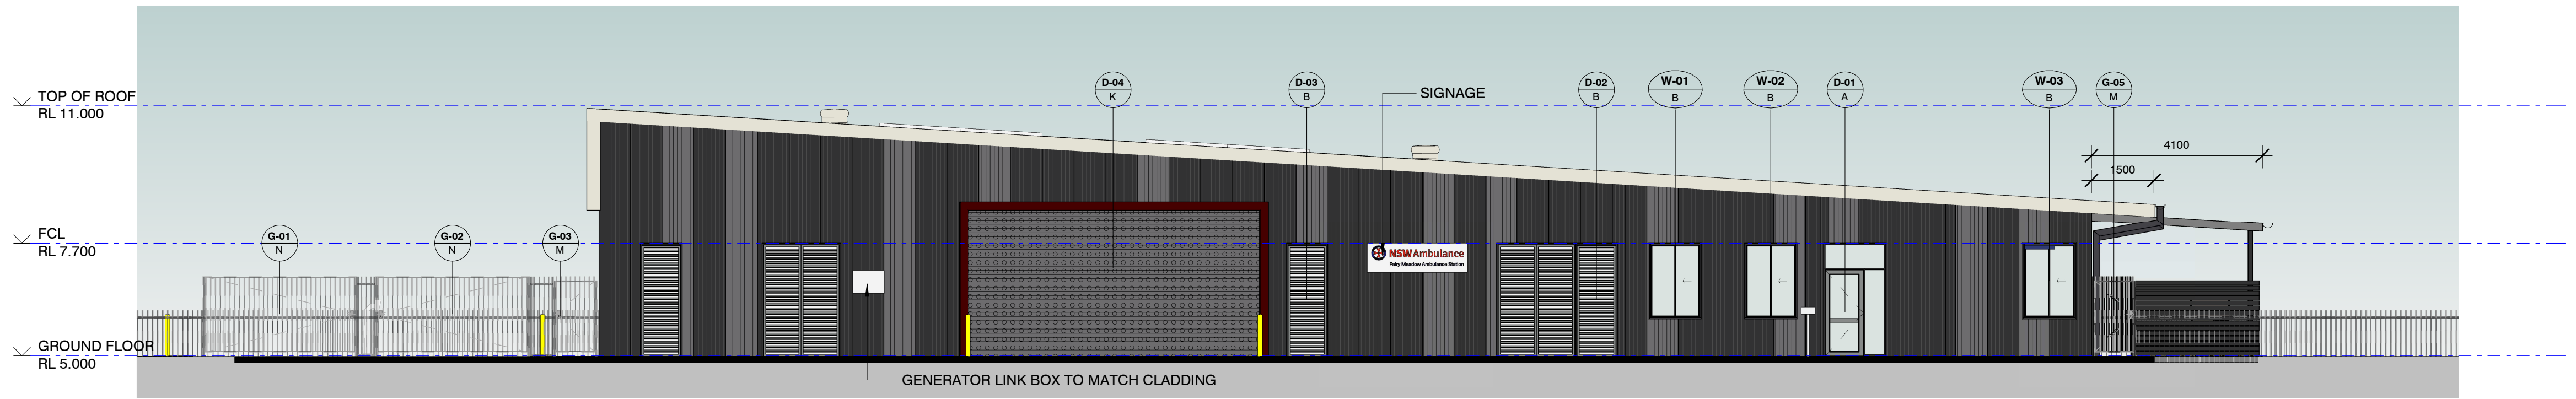 TOP OF ROOF
RL 11.000
FCL
RL 7.700
GROUND FLOOR
RL 5.000
G-01
N
G-02
N
G-03
M
D-04
K
D-03
B
SIGNAGE
D-02
B
W-01
B
W-02
B
D-01
A
W-03
B
G-05
M
4100
1500
NSW Ambulance
Fairy Meadow Ambulance Station
GENERATOR LINK BOX TO MATCH CLADDING